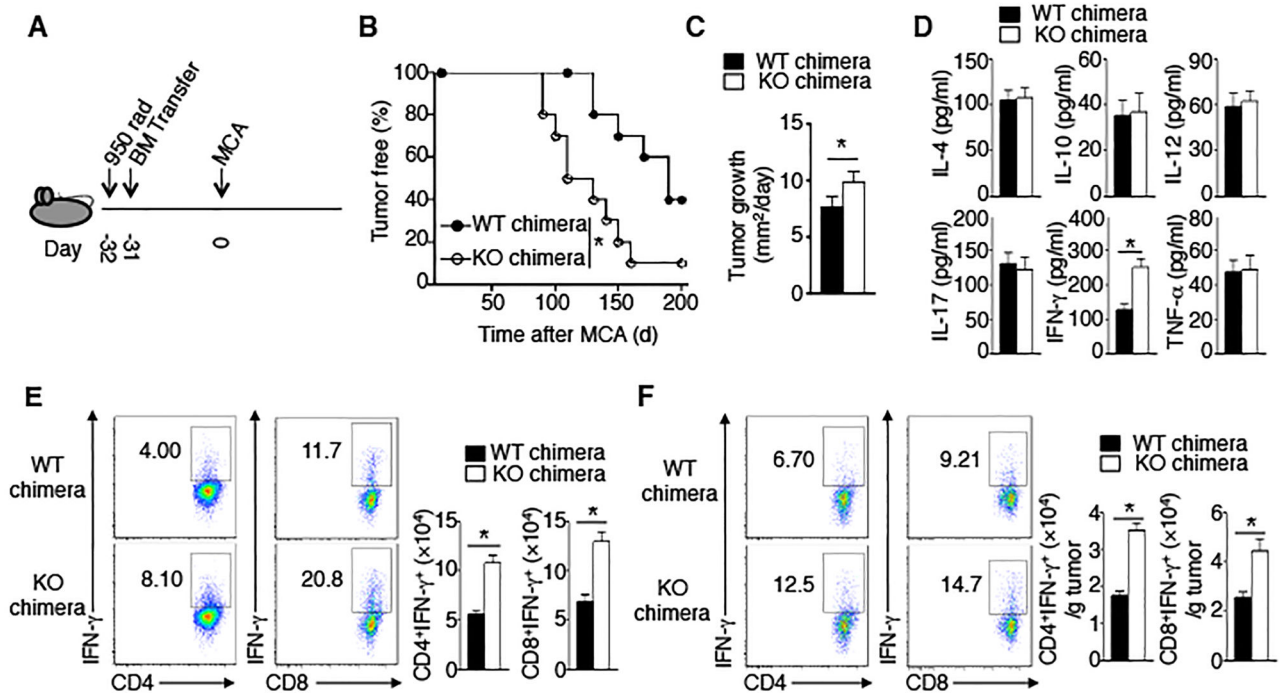 A
950 rad
BM Transfer
MCA
Day
-32
-31
0
B
Tumor free (%)
100
80
60
40
20
0
WT chimera
KO chimera
*
50
100
150
200
Time after MCA (d)
C
WT chimera
KO chimera
Tumor growth
(mm²/day)
15
10
5
0
*
D
WT chimera
KO chimera
IL-4 (pg/ml)
150
100
50
0
IL-10 (pg/ml)
60
40
20
0
IL-12 (pg/ml)
90
60
30
0
IL-17 (pg/ml)
200
150
100
50
0
IFN-γ (pg/ml)
400
300
200
100
0
*
TNF-α (pg/ml)
80
60
40
20
0
E
WT
chimera
4.00
11.7
KO
chimera
8.10
20.8
IFN-γ
IFN-γ
CD4
CD8
WT chimera
KO chimera
CD4⁺IFN-γ⁺ (×10⁴)
15
10
5
0
*
CD8⁺IFN-γ⁺ (×10⁴)
15
10
5
0
*
F
WT
chimera
6.70
9.21
KO
chimera
12.5
14.7
IFN-γ
IFN-γ
CD4
CD8
WT chimera
KO chimera
CD4⁺IFN-γ⁺ (×10⁴)
/g tumor
4
3
2
1
0
*
CD8⁺IFN-γ⁺ (×10⁴)
/g tumor
6
4
2
0
*